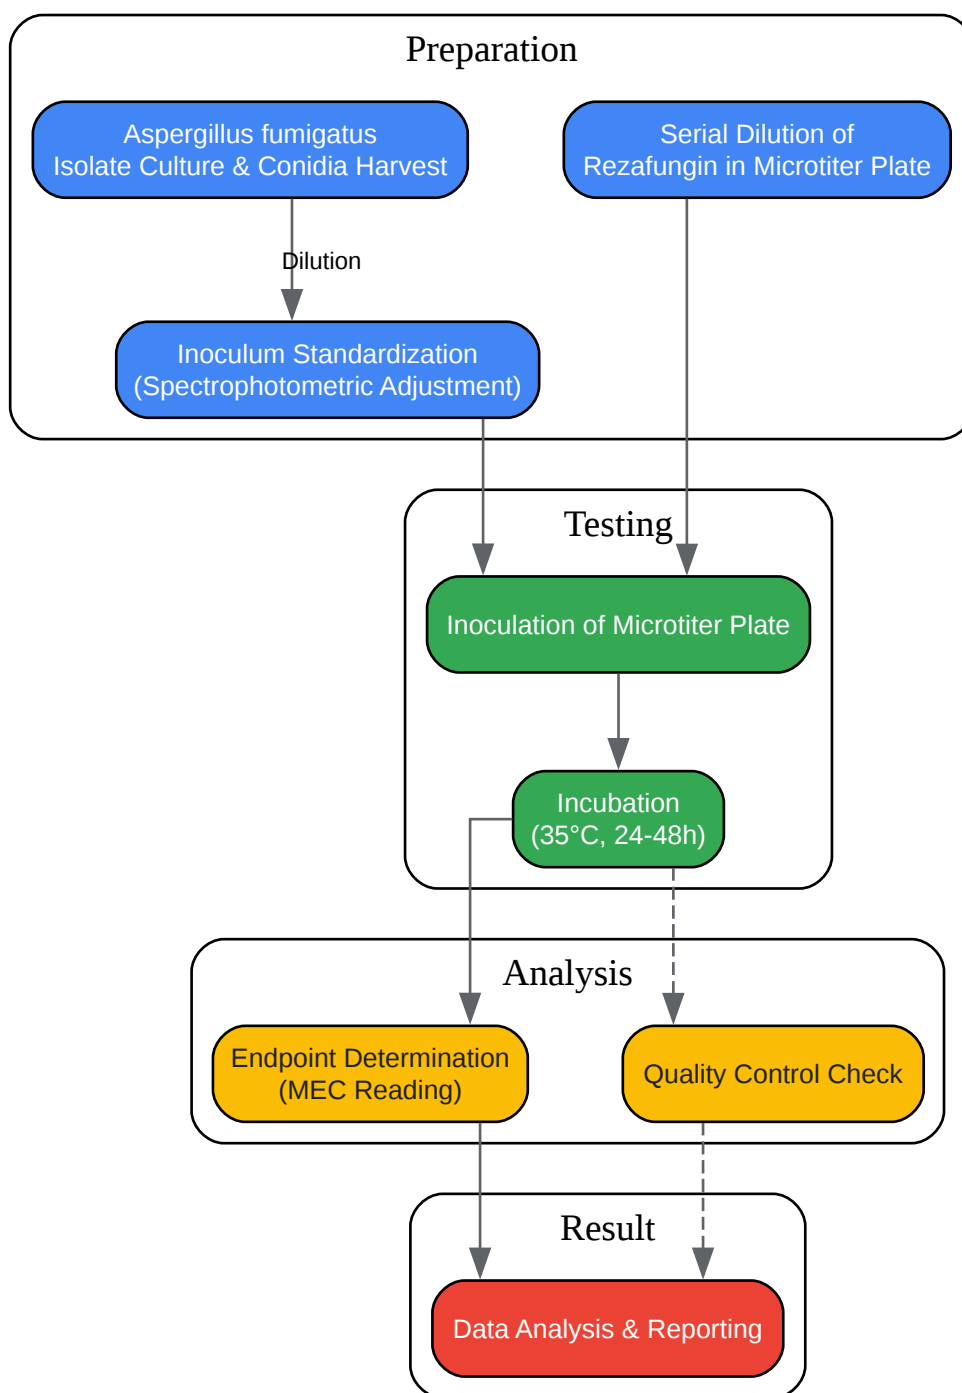 Preparation
Aspergillus fumigatus
Isolate Culture & Conidia Harvest
Serial Dilution of
Rezafungin in Microtiter Plate
Dilution
Inoculum Standardization
(Spectrophotometric Adjustment)
Testing
Inoculation of Microtiter Plate
Incubation
(35°C, 24-48h)
Analysis
Endpoint Determination
(MEC Reading)
Quality Control Check
Result
Data Analysis & Reporting